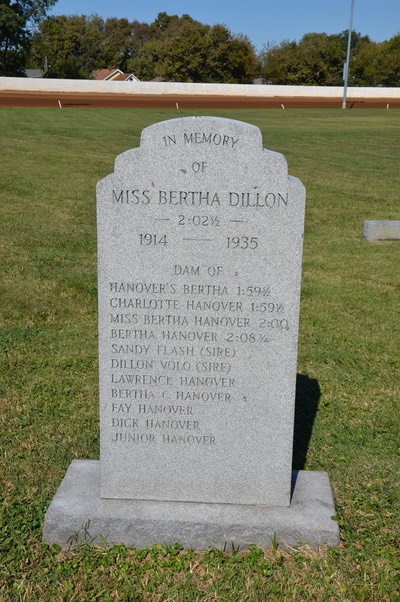 IN MEMORY
OF
MISS BERTHA DILLON
— 2:02½ —
1914 — 1935
DAM OF
HANOVER'S BERTHA 1:59½
CHARLOTTE HANOVER 1:59½
MISS BERTHA HANOVER 2:00
BERTHA HANOVER 2:08¼
SANDY FLASH (SIRE)
DILLON VOLO (SIRE)
LAWRENCE HANOVER
BERTHA C. HANOVER
FAY HANOVER
DICK HANOVER
JUNIOR HANOVER